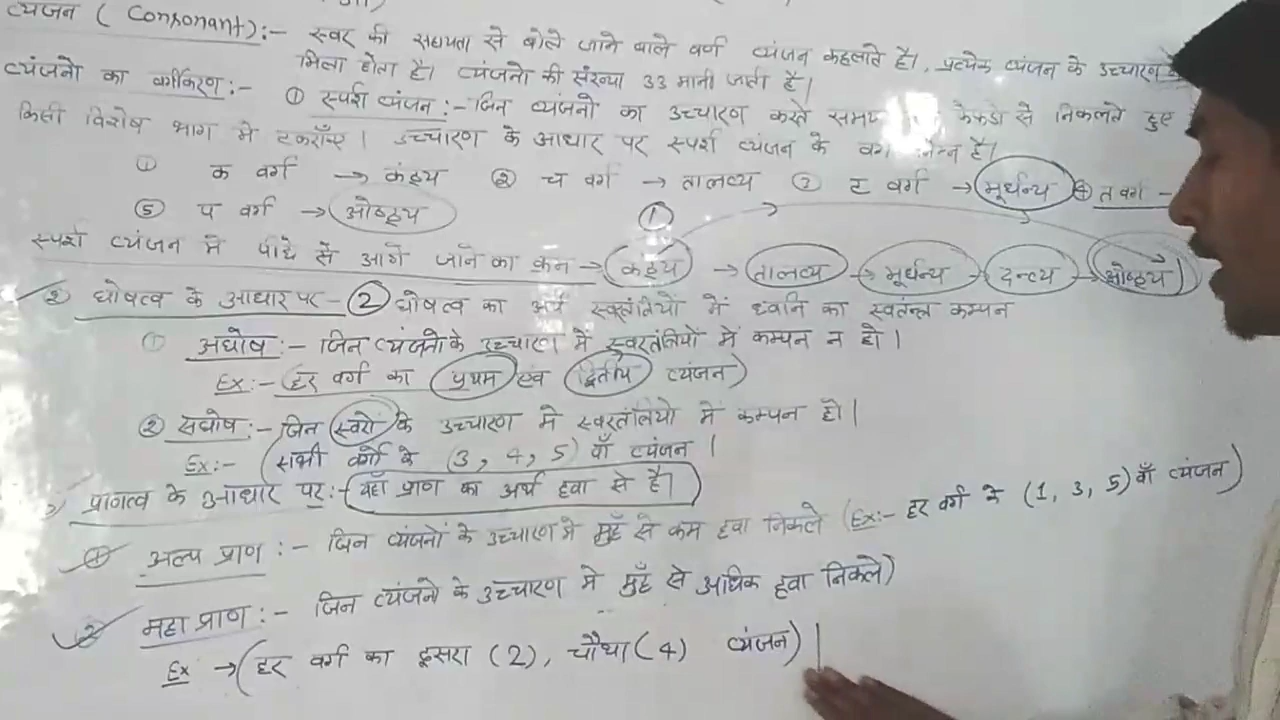 व्यंजन ( Consonant ):- स्वर की सहायता से बोले जाने वाले वर्ण व्यंजन कहलाते है। प्रत्येक व्यंजन के उच्चारण
मिला होता है। व्यंजनो की संख्या 33 मानी जाती है।
व्यंजनो का वर्गीकरण:- ① स्पर्श व्यंजन:- जिन व्यंजनों का उच्चारण करते समय फेफडो से निकलते हुए
किसी विशेष भाग में टकराँए। उच्चारण के आधार पर स्पर्श व्यंजन के वर्ग है।
① क वर्ग → कंठ्य ② च वर्ग → तालव्य ③ ट वर्ग → मूर्धन्य ④ त वर्ग -
⑤ प वर्ग → ओष्ठ्य ①
स्पर्श व्यंजन मे पीछे से आगे जाने का क्रम → कंठ्य → तालव्य → मूर्धन्य → दन्त्य → ओष्ठ्य
② घोषत्व के आधार पर - ② घोषत्व का अर्थ स्वरतंत्रियो में ध्वनि का स्वतंन्त्र कम्पन
① अघोष:- जिन व्यंजनो के उच्चारण में स्वरतंत्रियों में कम्पन न हो।
Ex:- (हर वर्ग का प्रथम एवं द्वितीय व्यंजन)
② सघोष:- जिन स्वरो के उच्चारण मे स्वरतंत्रियो में कम्पन हो।
Ex:- (सभी वर्गो के (3, 4, 5) वाँ व्यंजन।
प्राणत्व के आधार पर:- (यहाँ प्राण का अर्थ हवा से है।)
① अल्प प्राण:- जिन व्यंजनों के उच्चारण मे मुहँ से कम हवा निकले (Ex:- हर वर्ग के (1, 3, 5) वाँ व्यंजन)
② महा प्राण:- जिन व्यंजनो के उच्चारण मे मुहँ से अधिक हवा निकले)
Ex → (हर वर्ग का दूसरा (2), चौथा (4) व्यंजन)।